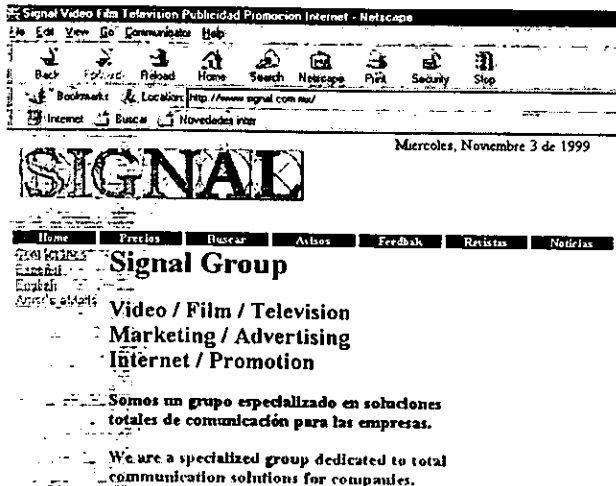 Signal Video Film Television Publicidad Promocion Internet - Netscape
File Edit View Go Communicator Help
Back Forward Reload Home Search Netscape Print Security Stop
Bookmarks Location: http://www.signal.com.mx/
Internet Buscar Novedades inter
Miercoles, Noviembre 3 de 1999
SIGNAL
Home Precios Buscar Avisos Feedbak Revistas Noticias
Signal Group
Español
English
Video / Film / Television
Marketing / Advertising
Internet / Promotion
Somos un grupo especializado en soluciones
totales de comunicación para las empresas.
We are a specialized group dedicated to total
communication solutions for companies.